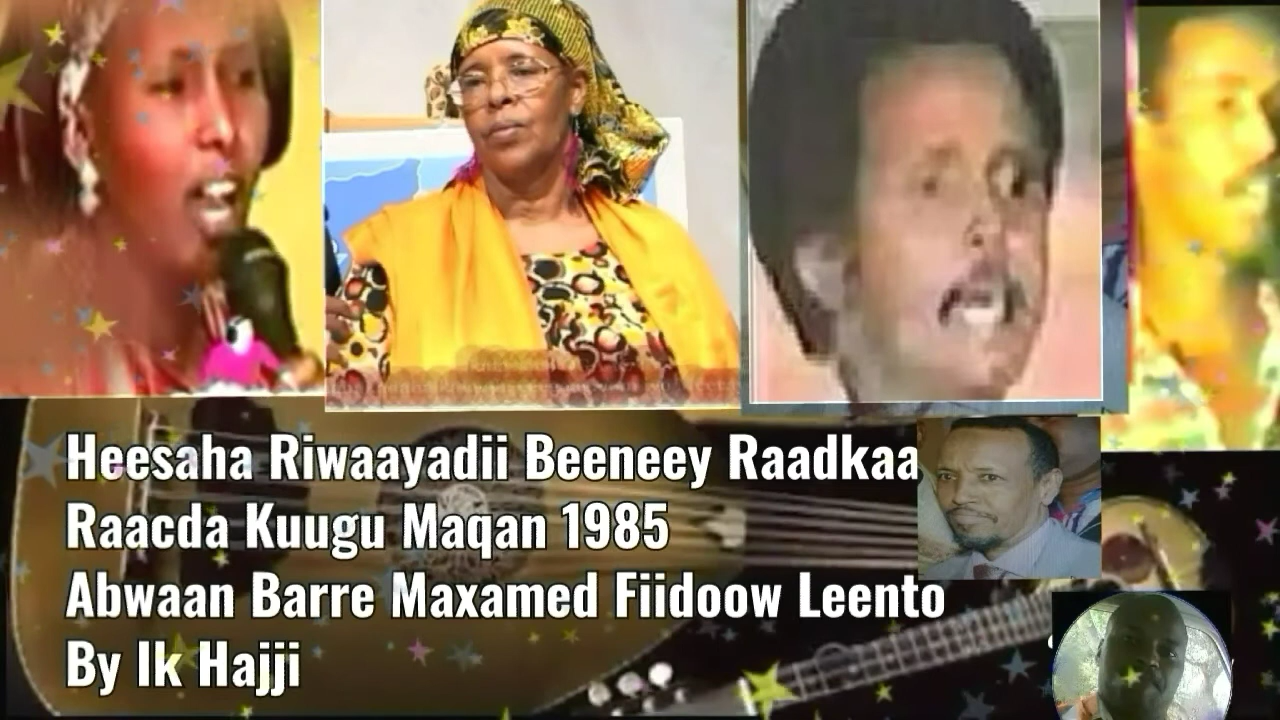 Heesaha Riwaayadii Beeneey Raadkaa
Raacda Kuugu Maqan 1985
Abwaan Barre Maxamed Fiidoow Leento
By Ik Hajji